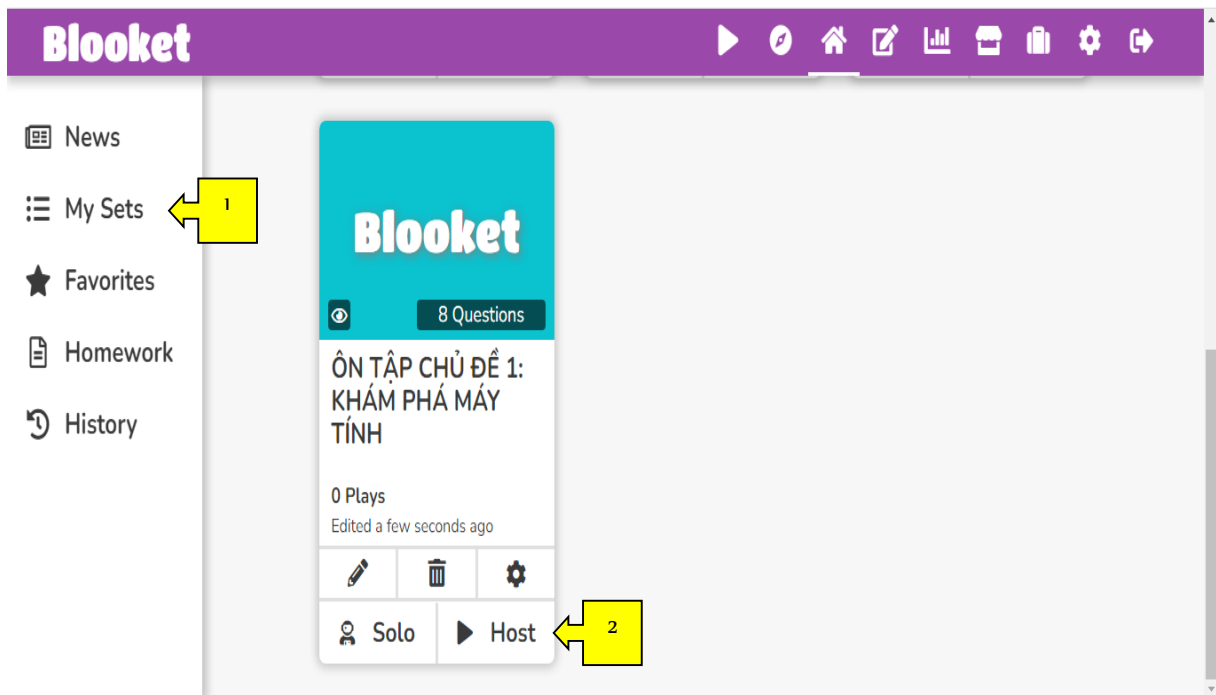 Blooket
News
My Sets
1
Favorites
Homework
History
Blooket
8 Questions
ÔN TẬP CHỦ ĐỀ 1:
KHÁM PHÁ MÁY
TÍNH
0 Plays
Edited a few seconds ago
Solo
Host
2